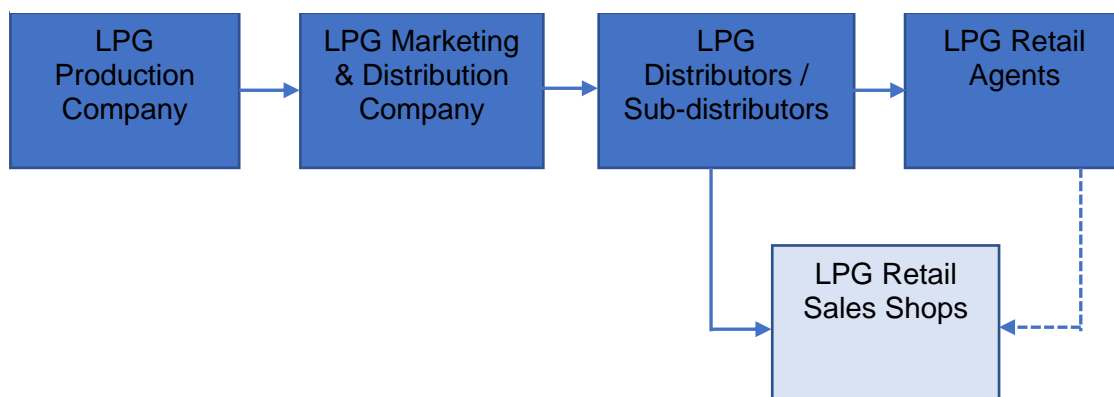 LPG
Production
Company
LPG Marketing
& Distribution
Company
LPG
Distributors /
Sub-distributors
LPG Retail
Agents
LPG Retail
Sales Shops